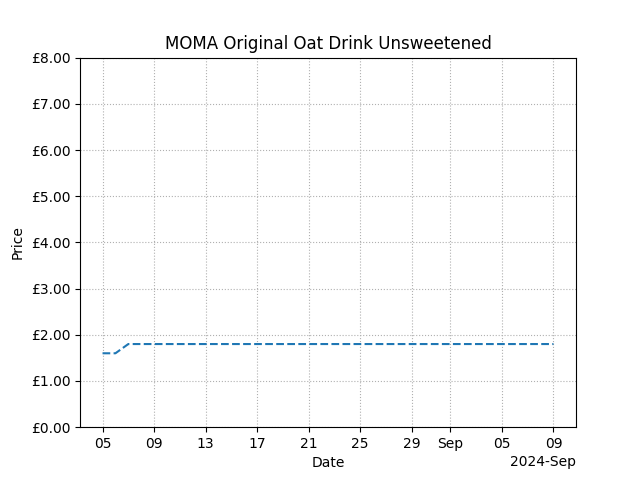 MOMA Original Oat Drink Unsweetened
£8.00
£7.00
£6.00
£5.00
£4.00
£3.00
£2.00
£1.00
£0.00
Price
05 09 13 17 21 25 29 Sep 05 09
Date
2024-Sep